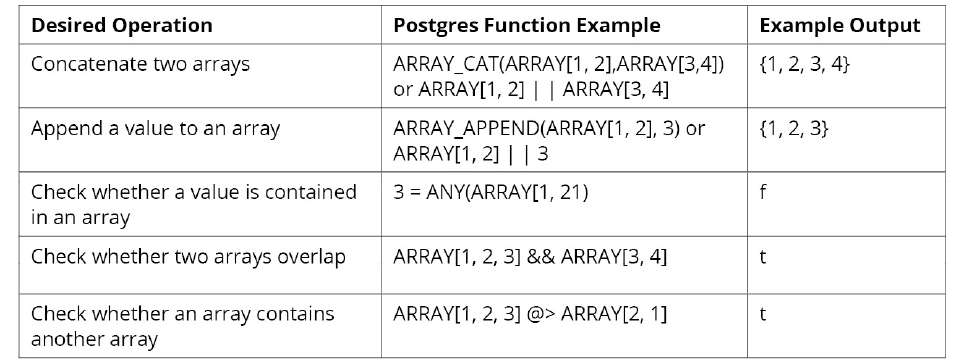 Desired Operation Postgres Function Example Example Output
Concatenate two arrays ARRAY_CAT(ARRAY[1, 2],ARRAY[3,4]) {1, 2, 3, 4}
or ARRAY[1, 2] | | ARRAY[3, 4]
Append a value to an array ARRAY_APPEND(ARRAY[1, 2], 3) or {1, 2, 3}
ARRAY[1, 2] | | 3
Check whether a value is contained 3 = ANY(ARRAY[1, 21) f
in an array
Check whether two arrays overlap ARRAY[1, 2, 3] && ARRAY[3, 4] t
Check whether an array contains ARRAY[1, 2, 3] @> ARRAY[2, 1] t
another array